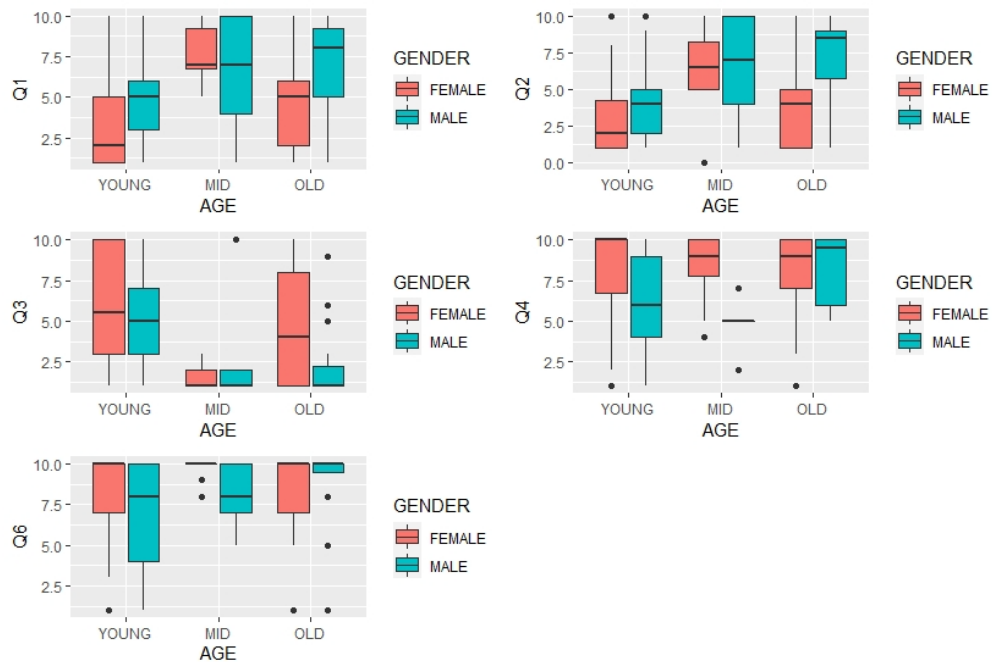 Q1
10.0
7.5
5.0
2.5
YOUNG MID OLD
AGE
GENDER
FEMALE
MALE
Q2
10.0
7.5
5.0
2.5
0.0
YOUNG MID OLD
AGE
GENDER
FEMALE
MALE
Q3
10.0
7.5
5.0
2.5
YOUNG MID OLD
AGE
GENDER
FEMALE
MALE
Q4
10.0
7.5
5.0
2.5
YOUNG MID OLD
AGE
GENDER
FEMALE
MALE
Q6
10.0
7.5
5.0
2.5
YOUNG MID OLD
AGE
GENDER
FEMALE
MALE